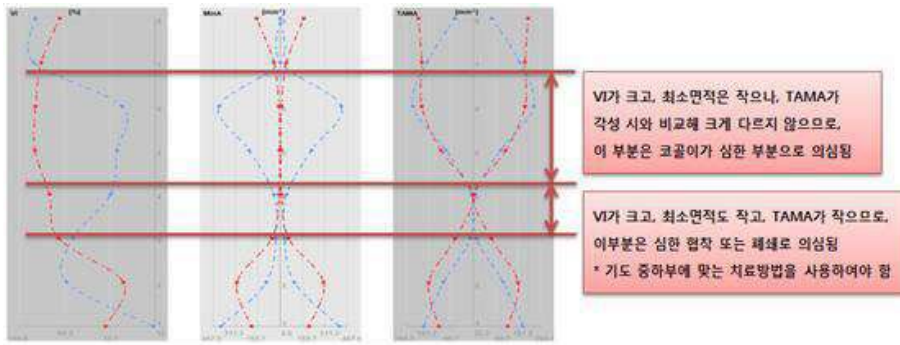 VI
[%]
MinA
[mm²]
TAMA
[mm²]
VI가 크고, 최소면적은 작으나, TAMA가
각성 시와 비교해 크게 다르지 않으므로,
이 부분은 코골이가 심한 부분으로 의심됨
VI가 크고, 최소면적도 작고, TAMA가 작으므로,
이부분은 심한 협착 또는 폐쇄로 의심됨
* 기도 중하부에 맞는 치료방법을 사용하여야 함